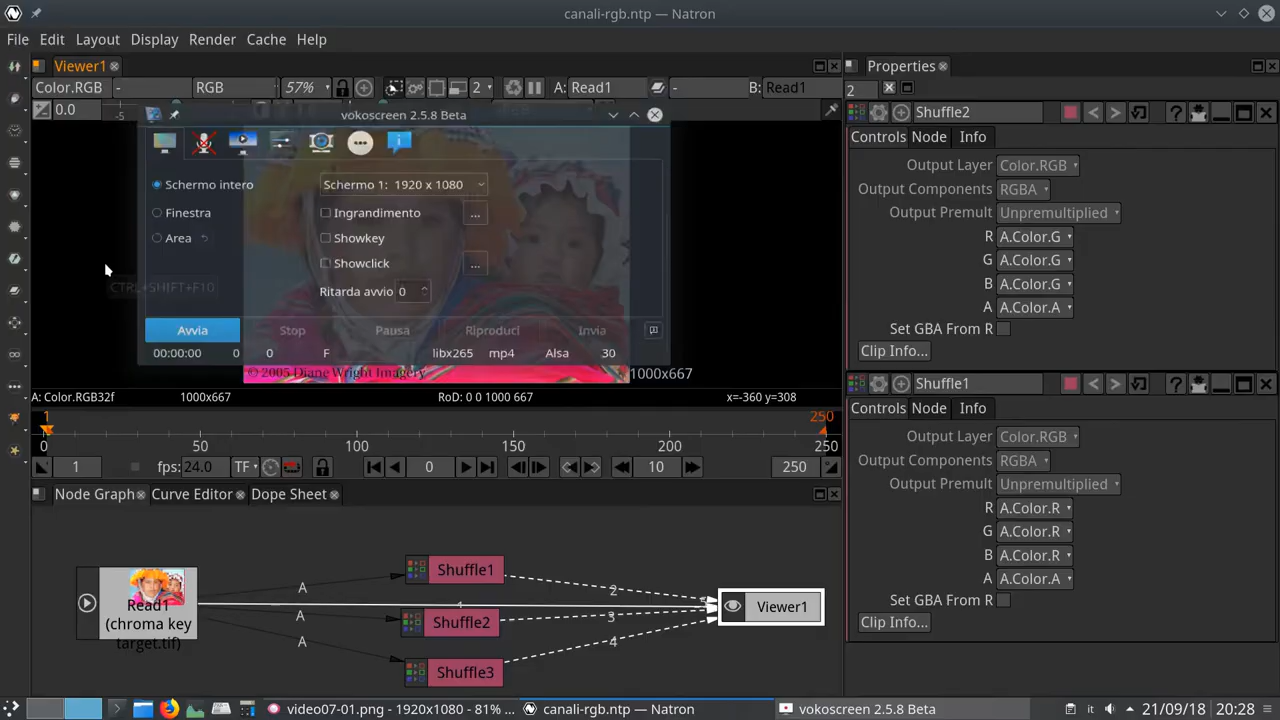 canali-rgb.ntp — Natron
File Edit Layout Display Render Cache Help
Viewer1
Color.RGB - RGB 57% 2 A: Read1 - B: Read1
0.0 -5
vokoscreen 2.5.8 Beta
Schermo intero Schermo 1: 1920 x 1080
Finestra Ingrandimento ...
Area Showkey
Showclick ...
CTRL+SHIFT+F10
Ritarda avvio 0
Avvia Stop Pausa Riproduci Invia
00:00:00 0 0 F libx265 mp4 Alsa 30
© 2005 Diane Wright Imagery 1000x667
A: Color.RGB32f 1000x667 RoD: 0 0 1000 667 x=-360 y=308
1 250
0 50 100 150 200 250
1 fps: 24.0 TF 0 10 250
Node Graph Curve Editor Dope Sheet
Read1
(chroma key
target.tif)
A
A
A
Shuffle1
Shuffle2
Shuffle3
2
1
3
4
Viewer1
Properties
2
Shuffle2
Controls Node Info
Output Layer Color.RGB
Output Components RGBA
Output Premult Unpremultiplied
R A.Color.G
G A.Color.G
B A.Color.G
A A.Color.A
Set GBA From R
Clip Info...
Shuffle1
Controls Node Info
Output Layer Color.RGB
Output Components RGBA
Output Premult Unpremultiplied
R A.Color.R
G A.Color.R
B A.Color.R
A A.Color.A
Set GBA From R
Clip Info...
video07-01.png - 1920x1080 - 81% ... canali-rgb.ntp — Natron vokoscreen 2.5.8 Beta it 21/09/18 20:28